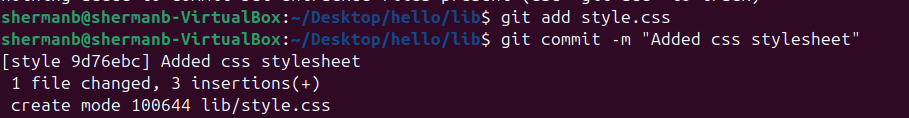 shermanb@shermanb-VirtualBox:~/Desktop/hello/lib$ git add style.css
shermanb@shermanb-VirtualBox:~/Desktop/hello/lib$ git commit -m "Added css stylesheet"
[style 9d76ebc] Added css stylesheet
 1 file changed, 3 insertions(+)
 create mode 100644 lib/style.css